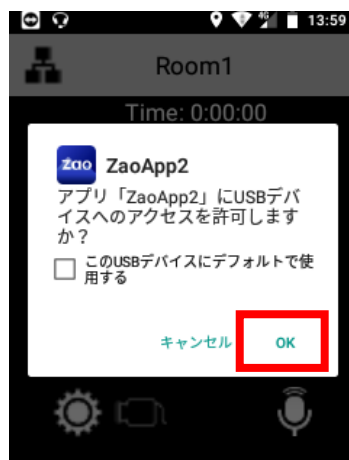 4G 13:59
Room1
Time: 0:00:00
zao ZaoApp2
アプリ「ZaoApp2」にUSBデバ
イスへのアクセスを許可します
か？
このUSBデバイスにデフォルトで使
用する
キャンセル OK